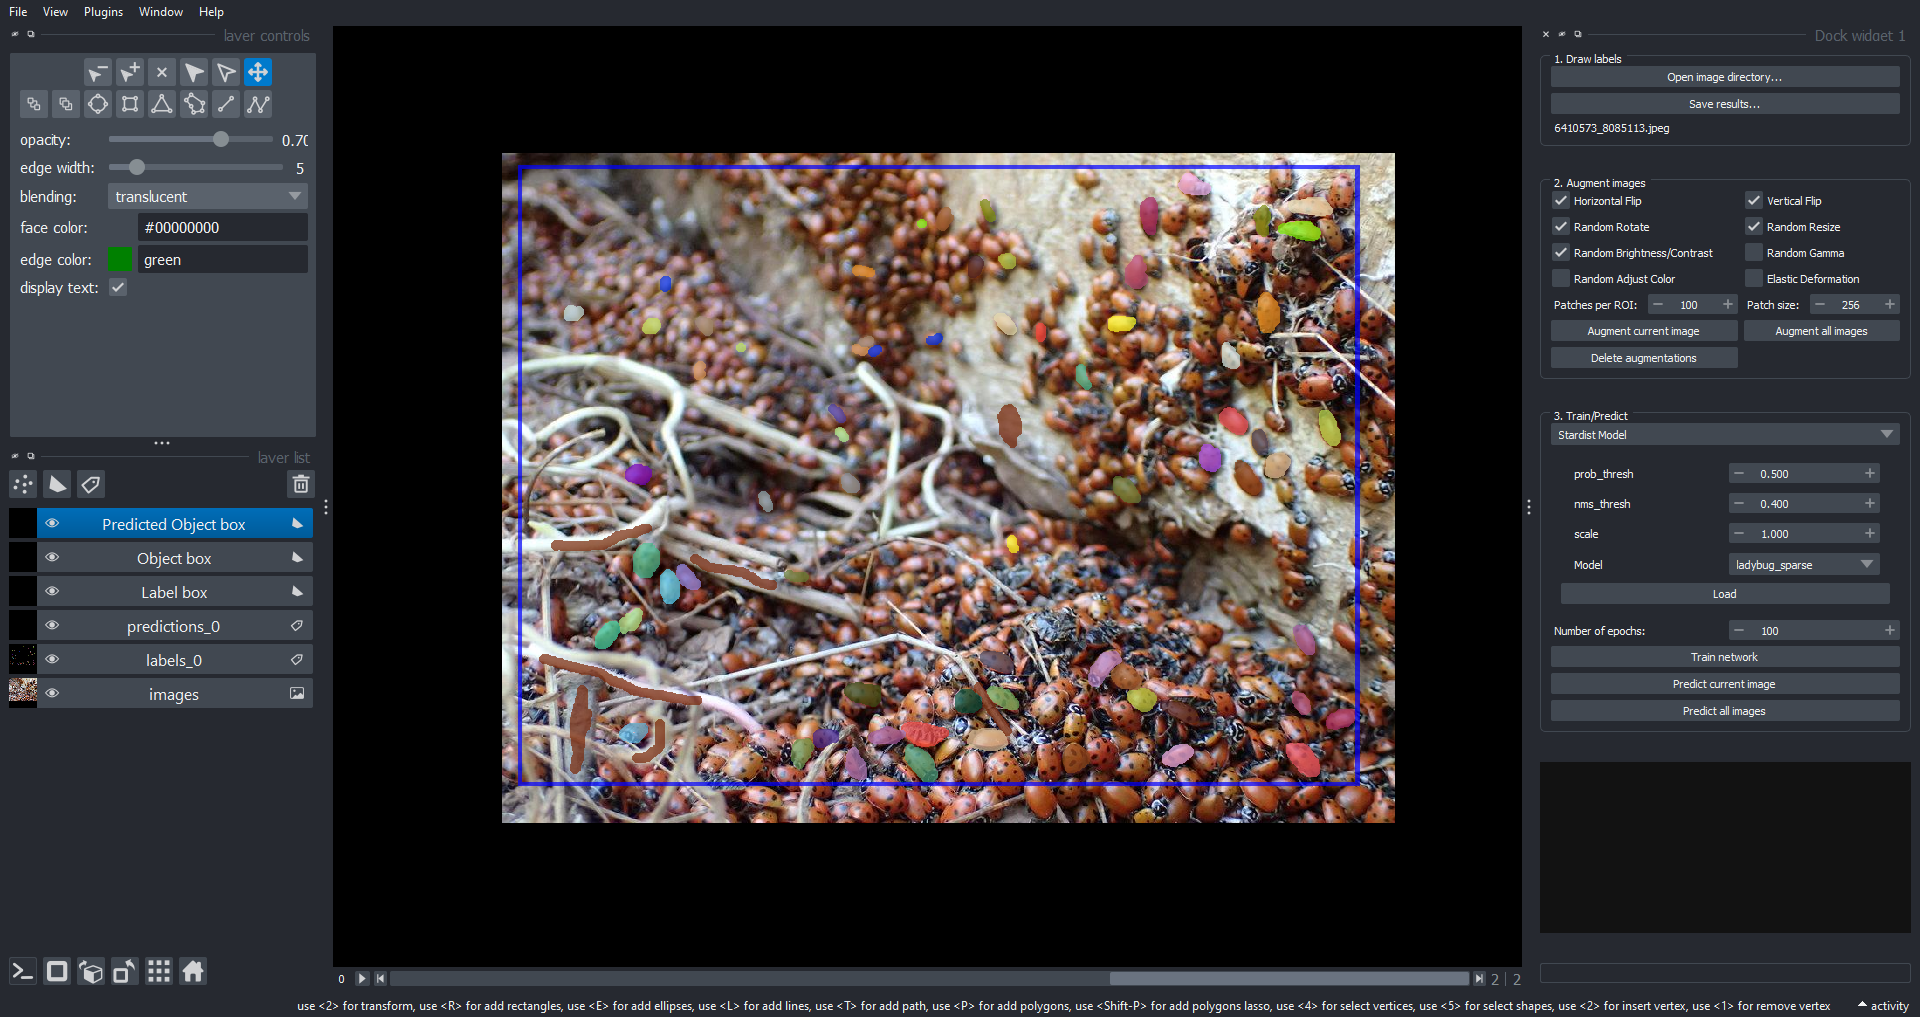 File View Plugins Window Help
layer controls
opacity: 0.70
edge width: 5
blending: translucent
face color: #00000000
edge color: green
display text:
layer list
Predicted Object box
Object box
Label box
predictions_0
labels_0
images
0
2 | 2
Dock widget 1
1. Draw labels
Open image directory...
Save results...
6410573_8085113.jpeg
2. Augment images
Horizontal Flip Vertical Flip
Random Rotate Random Resize
Random Brightness/Contrast Random Gamma
Random Adjust Color Elastic Deformation
Patches per ROI: 100 Patch size: 256
Augment current image Augment all images
Delete augmentations
3. Train/Predict
Stardist Model
prob_thresh 0.500
nms_thresh 0.400
scale 1.000
Model ladybug_sparse
Load
Number of epochs: 100
Train network
Predict current image
Predict all images
use <2> for transform, use <R> for add rectangles, use <E> for add ellipses, use <L> for add lines, use <T> for add path, use <P> for add polygons, use <Shift-P> for add polygons lasso, use <4> for select vertices, use <5> for select shapes, use <2> for insert vertex, use <1> for remove vertex
activity